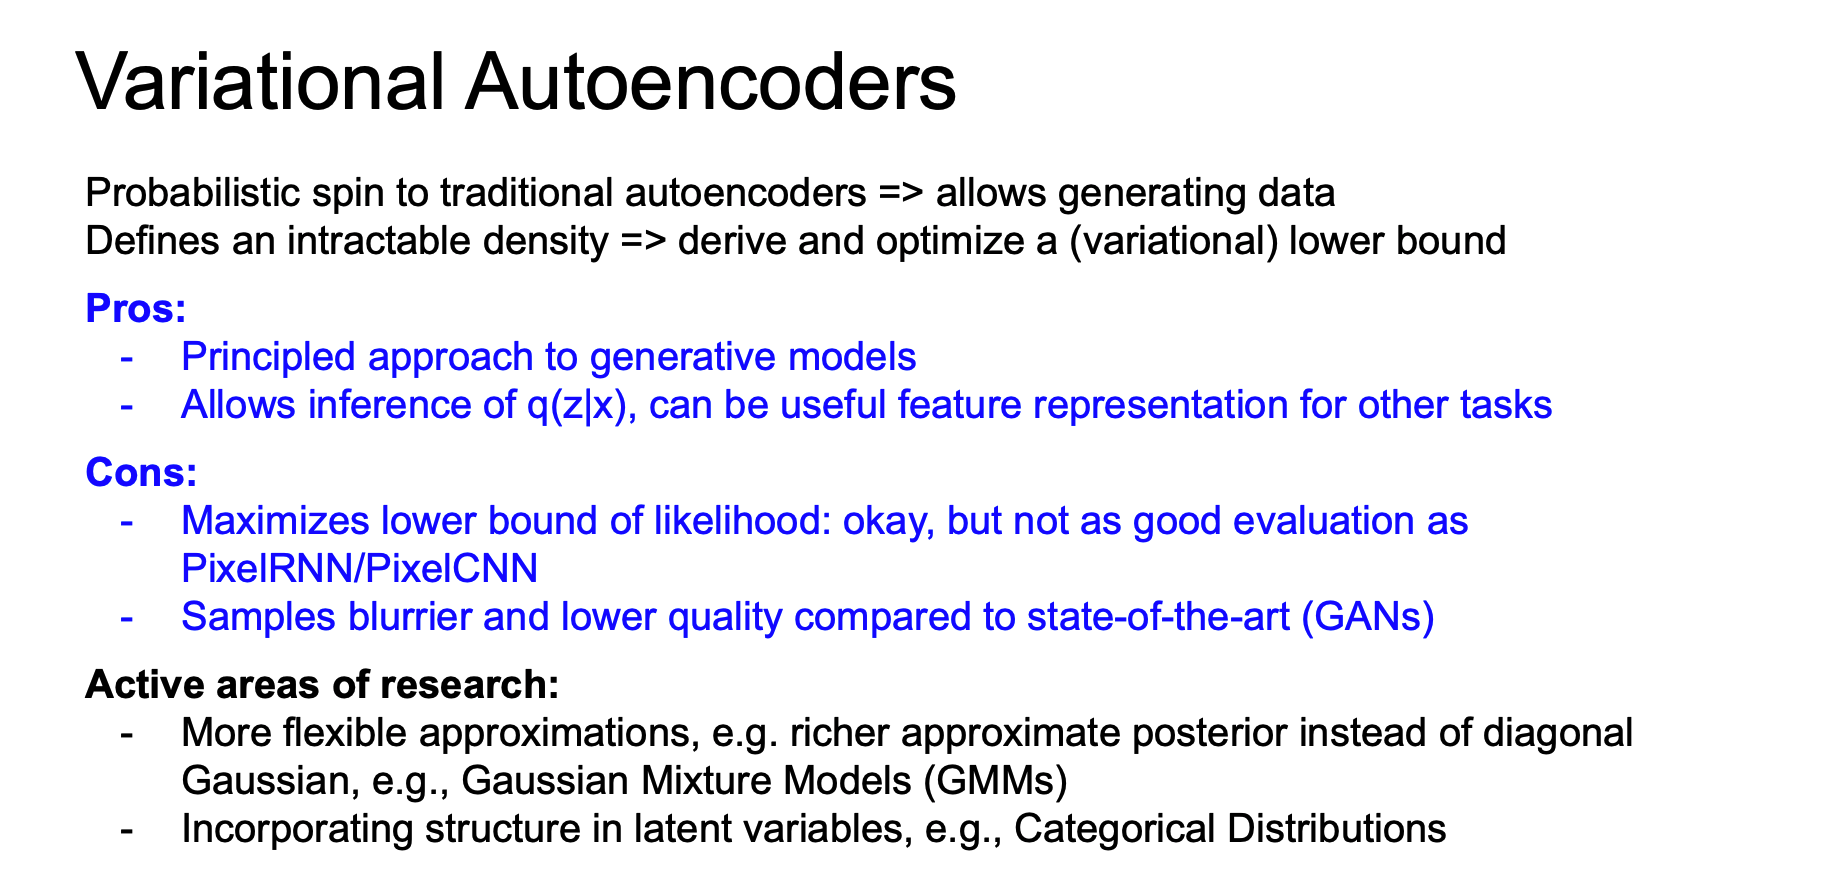 Variational Autoencoders
Probabilistic spin to traditional autoencoders => allows generating data
Defines an intractable density => derive and optimize a (variational) lower bound
Pros:
- Principled approach to generative models
- Allows inference of q(z|x), can be useful feature representation for other tasks
Cons:
- Maximizes lower bound of likelihood: okay, but not as good evaluation as
PixelRNN/PixelCNN
- Samples blurrier and lower quality compared to state-of-the-art (GANs)
Active areas of research:
- More flexible approximations, e.g. richer approximate posterior instead of diagonal
Gaussian, e.g., Gaussian Mixture Models (GMMs)
- Incorporating structure in latent variables, e.g., Categorical Distributions